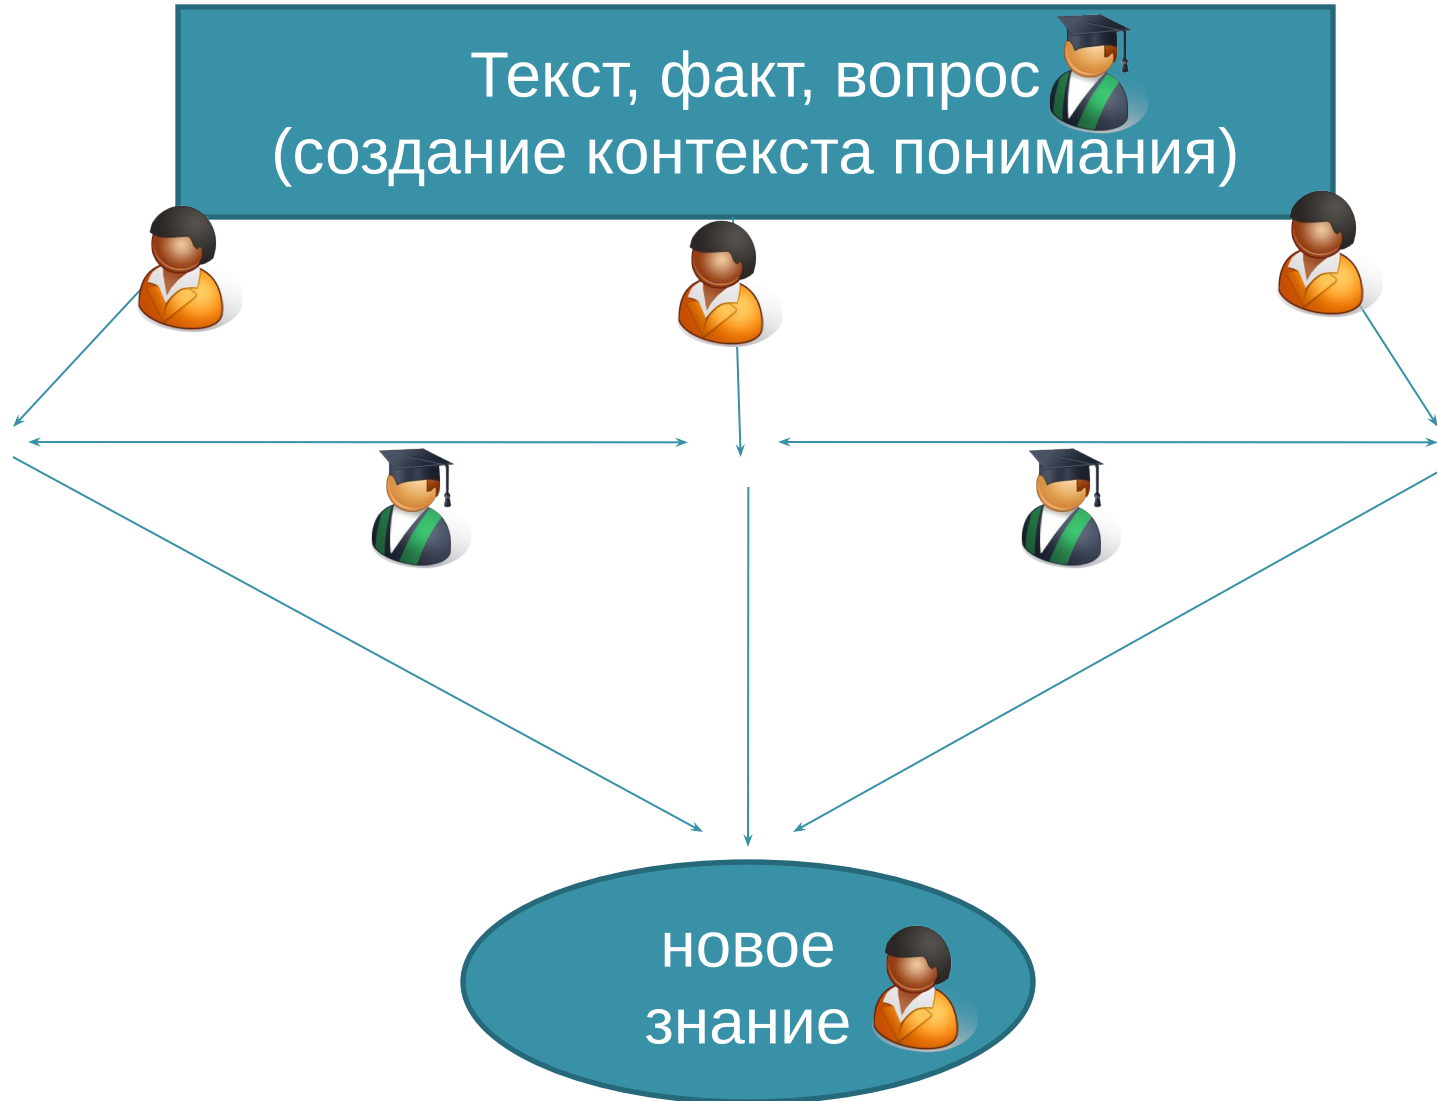 Текст, факт, вопрос
(создание контекста понимания)
новое
знание